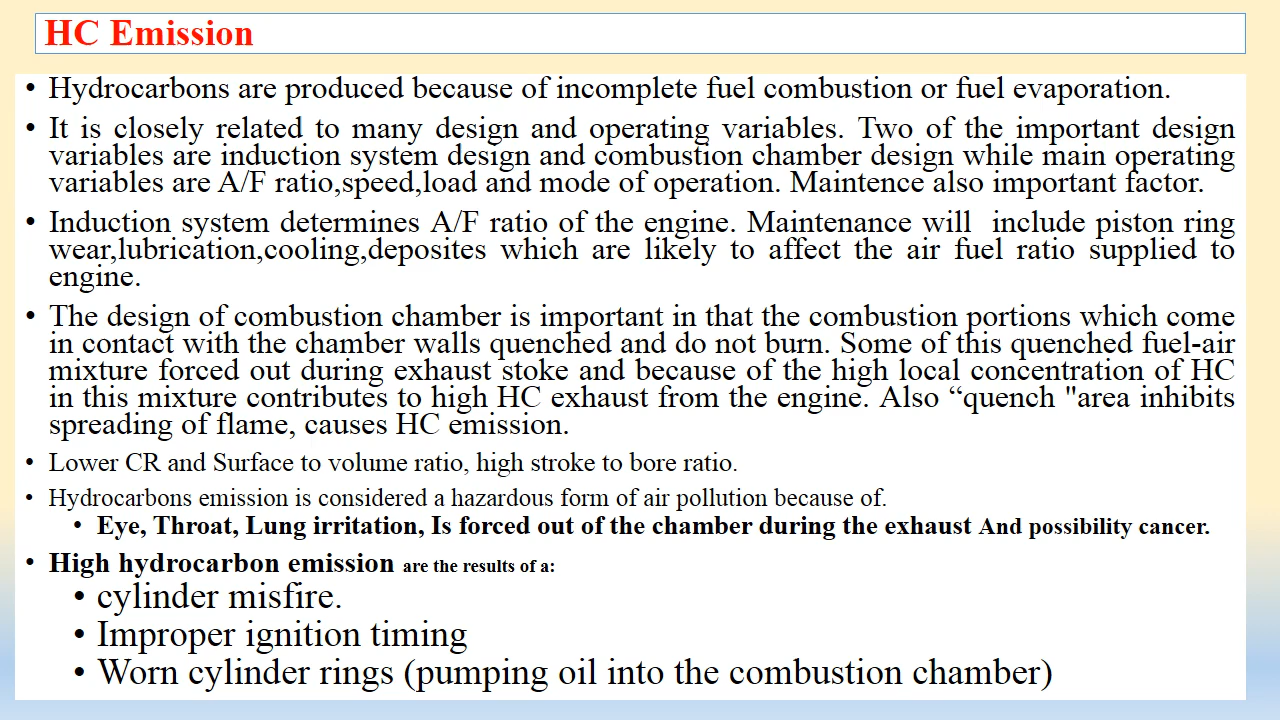 HC Emission
• Hydrocarbons are produced because of incomplete fuel combustion or fuel evaporation.
• It is closely related to many design and operating variables. Two of the important design
variables are induction system design and combustion chamber design while main operating
variables are A/F ratio,speed,load and mode of operation. Maintence also important factor.
• Induction system determines A/F ratio of the engine. Maintenance will include piston ring
wear,lubrication,cooling,deposites which are likely to affect the air fuel ratio supplied to
engine.
• The design of combustion chamber is important in that the combustion portions which come
in contact with the chamber walls quenched and do not burn. Some of this quenched fuel-air
mixture forced out during exhaust stoke and because of the high local concentration of HC
in this mixture contributes to high HC exhaust from the engine. Also “quench "area inhibits
spreading of flame, causes HC emission.
• Lower CR and Surface to volume ratio, high stroke to bore ratio.
• Hydrocarbons emission is considered a hazardous form of air pollution because of.
• Eye, Throat, Lung irritation, Is forced out of the chamber during the exhaust And possibility cancer.
• High hydrocarbon emission are the results of a:
• cylinder misfire.
• Improper ignition timing
• Worn cylinder rings (pumping oil into the combustion chamber)